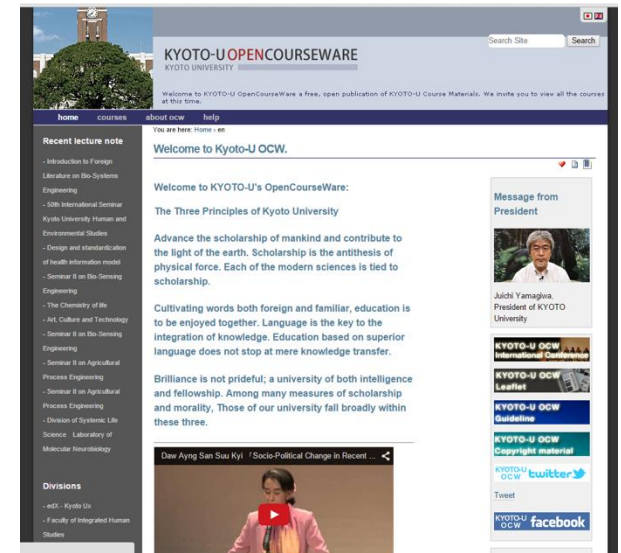 Search Site
Search
KYOTO-U OPENCOURSEWARE
KYOTO UNIVERSITY
Welcome to KYOTO-U OpenCourseWare a free, open publication of KYOTO-U Course Materials. We invite you to view all the courses
at this time.
home courses about ocw help
You are here: Home › en
Recent lecture note
- Introduction to Foreign
Literature on Bio-Systems
Engineering
- 50th International Seminar
Kyoto University Human and
Environmental Studies
- Design and standardization
of health information model
- Seminar II on Bio-Sensing
Engineering
- The Chemistry of life
- Art, Culture and Technology
- Seminar II on Bio-Sensing
Engineering
- Seminar II on Agricultural
Process Engineering
- Seminar II on Agricultural
Process Engineering
- Division of Systemic Life
Science Laboratory of
Molecular Neurobiology
Divisions
- edX - Kyoto Ux
- Faculty of Integrated Human
Studies
Welcome to Kyoto-U OCW.
Welcome to KYOTO-U's OpenCourseWare:
The Three Principles of Kyoto University
Advance the scholarship of mankind and contribute to
the light of the earth. Scholarship is the antithesis of
physical force. Each of the modern sciences is tied to
scholarship.
Cultivating words both foreign and familiar, education is
to be enjoyed together. Language is the key to the
integration of knowledge. Education based on superior
language does not stop at mere knowledge transfer.
Brilliance is not prideful; a university of both intelligence
and fellowship. Among many measures of scholarship
and morality, Those of our university fall broadly within
these three.
Daw Ayng San Suu Kyi 「Socio-Political Change in Recent ...
Message from
President
Juichi Yamagiwa,
President of KYOTO
University
KYOTO-U OCW
International Conference
KYOTO-U OCW
Leaflet
KYOTO-U OCW
Guideline
KYOTO-U OCW
Copyright material
KYOTO-U OCW twitter
Tweet
KYOTO-U OCW facebook